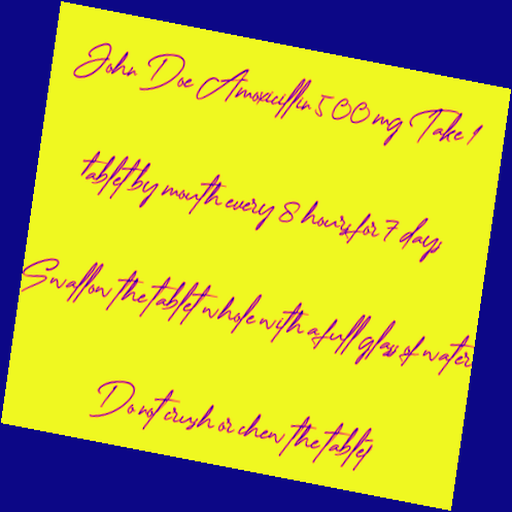 John Doe Amoxicillin 500 mg Take 1
tablet by mouth every 8 hours for 7 days
Swallow the tablet whole with a full glass of water
Do not crush or chew the tablet